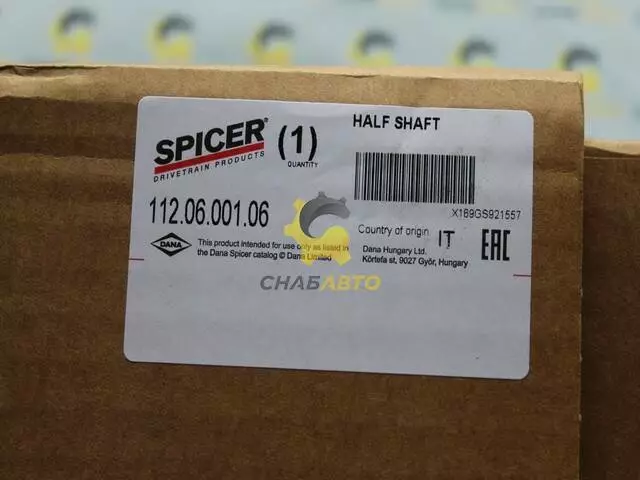 SPICER®
DRIVETRAIN PRODUCTS
(1)
QUANTITY
HALF SHAFT
X189GS921557
112.06.001.06
Country of origin IT
EAC
DANA
This product intended for use only as listed in
the Dana Spicer catalog © Dana Limited
Dana Hungary Ltd.
Körtefa st, 9027 Győr, Hungary
СНАБАВТО